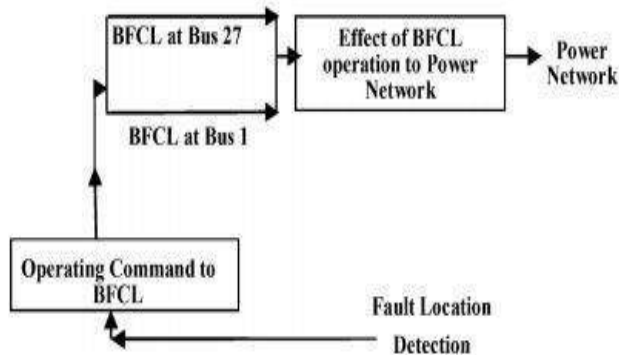 BFCL at Bus 27
BFCL at Bus 1
Effect of BFCL
operation to Power
Network
Power
Network
Operating Command to
BFCL
Fault Location
Detection